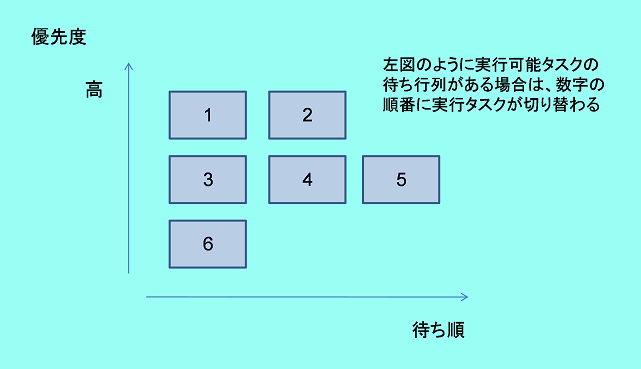 優先度
高
左図のように実行可能タスクの
待ち行列がある場合は、数字の
順番に実行タスクが切り替わる
1 2
3 4 5
6
待ち順